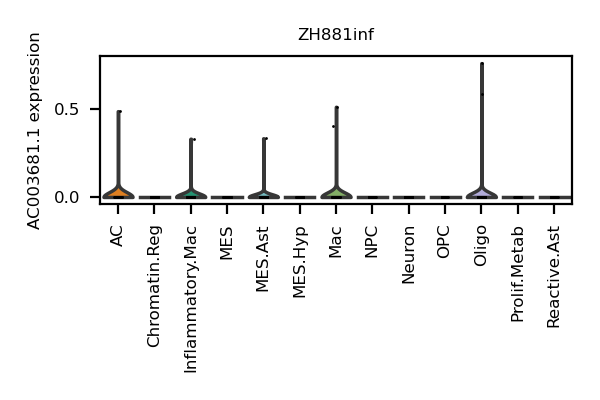 ZH881inf
AC003681.1 expression
0.5
0.0
AC
Chromatin.Reg
Inflammatory.Mac
MES
MES.Ast
MES.Hyp
Mac
NPC
Neuron
OPC
Oligo
Prolif.Metab
Reactive.Ast